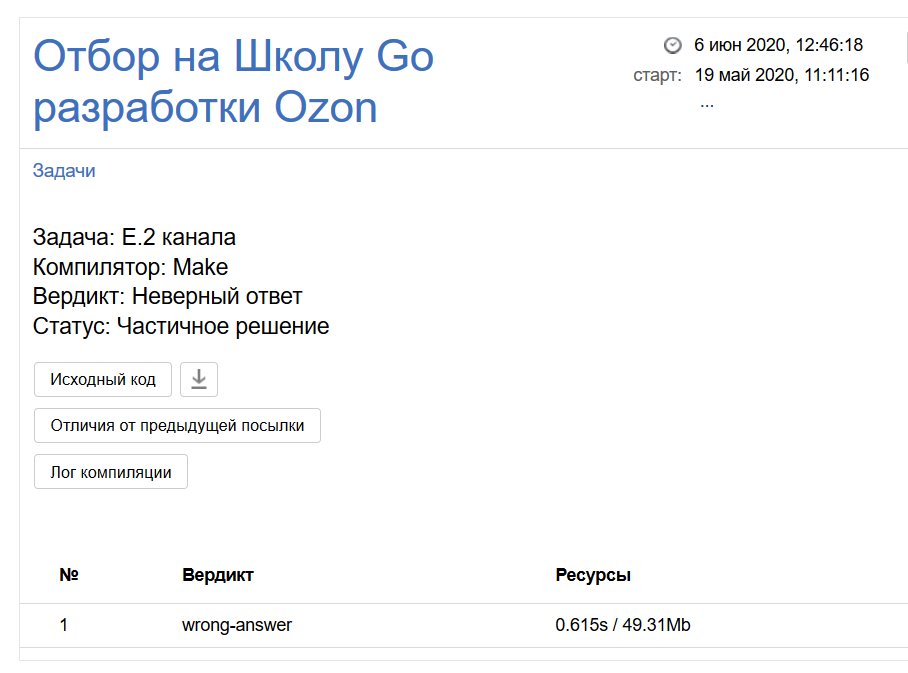 Отбор на Школу Go
разработки Ozon
6 июн 2020, 12:46:18
старт: 19 май 2020, 11:11:16
...
Задачи
Задача: E.2 канала
Компилятор: Make
Вердикт: Неверный ответ
Статус: Частичное решение
Исходный код
Отличия от предыдущей посылки
Лог компиляции
№ Вердикт Ресурсы
1 wrong-answer 0.615s / 49.31Mb